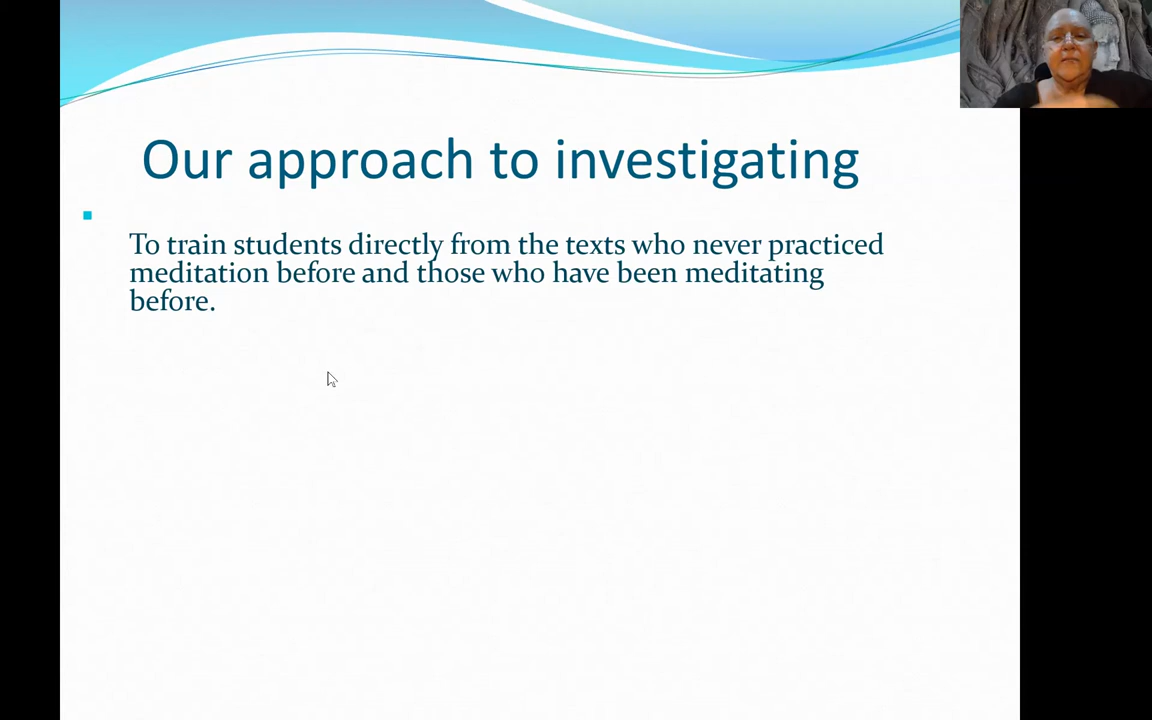 Our approach to investigating
To train students directly from the texts who never practiced
meditation before and those who have been meditating
before.